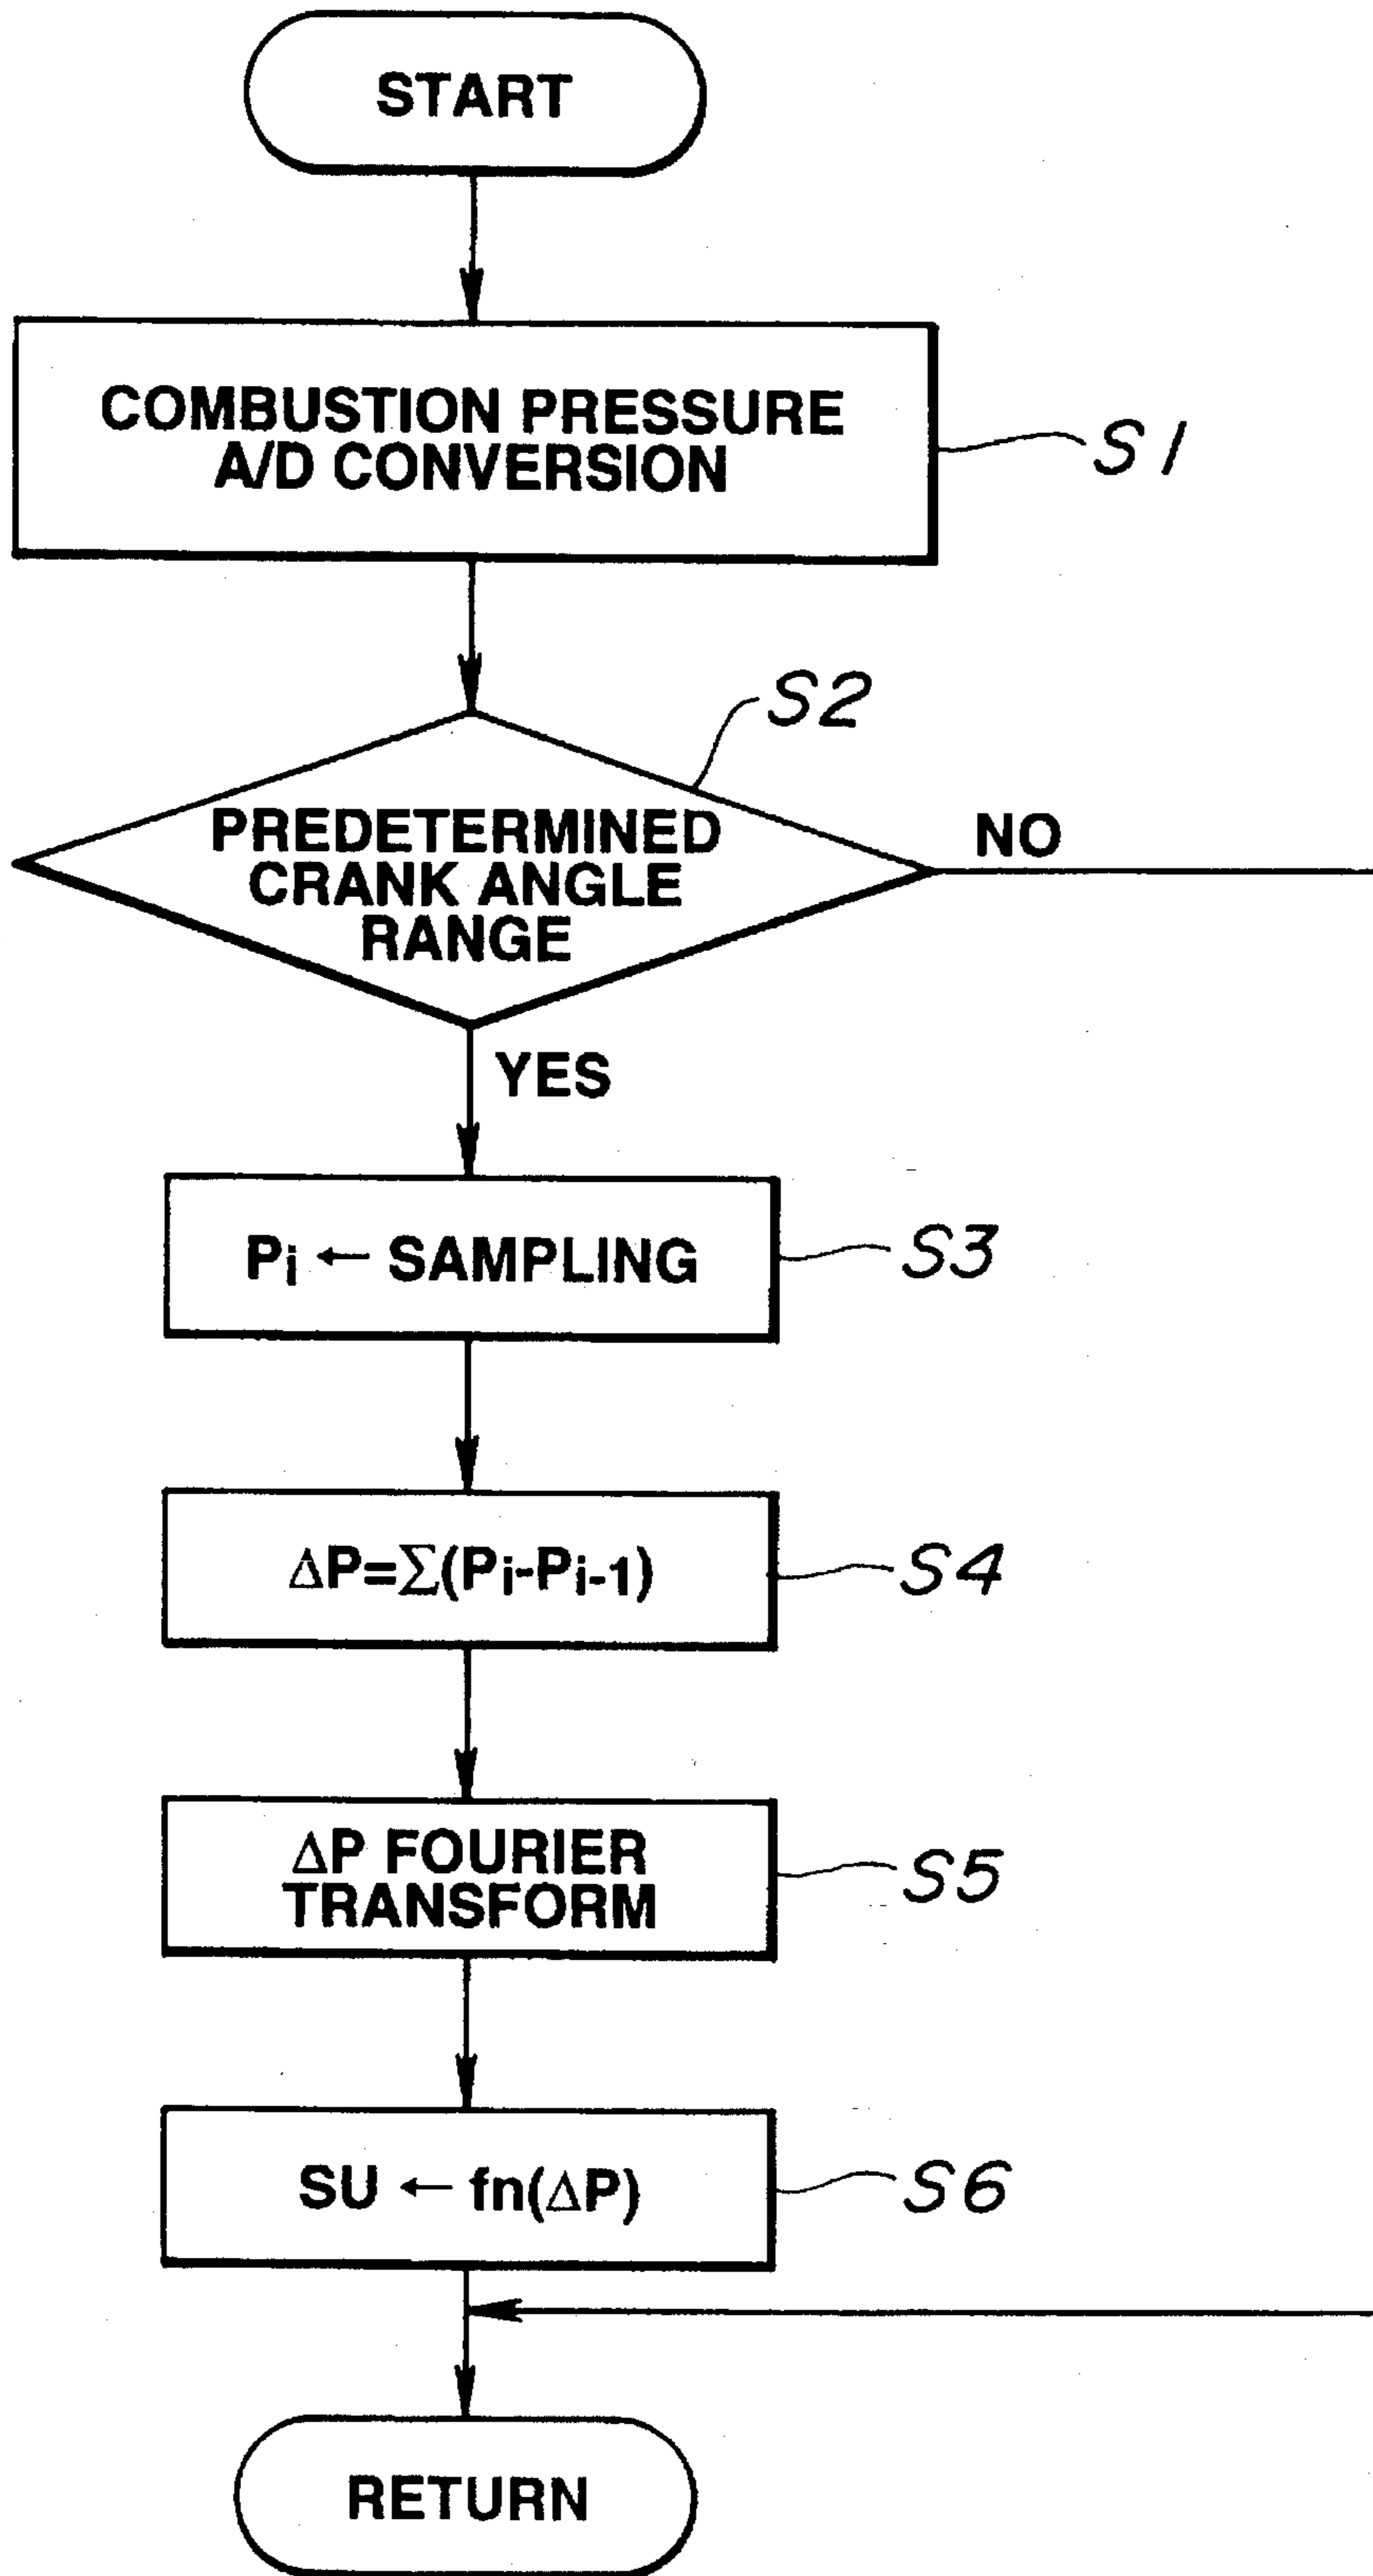 START
COMBUSTION PRESSURE
A/D CONVERSION
S1
S2
PREDETERMINED
CRANK ANGLE
RANGE
NO
YES
Pi ← SAMPLING
S3
ΔP=Σ(Pi-Pi-1)
S4
ΔP FOURIER
TRANSFORM
S5
SU ← fn(ΔP)
S6
RETURN